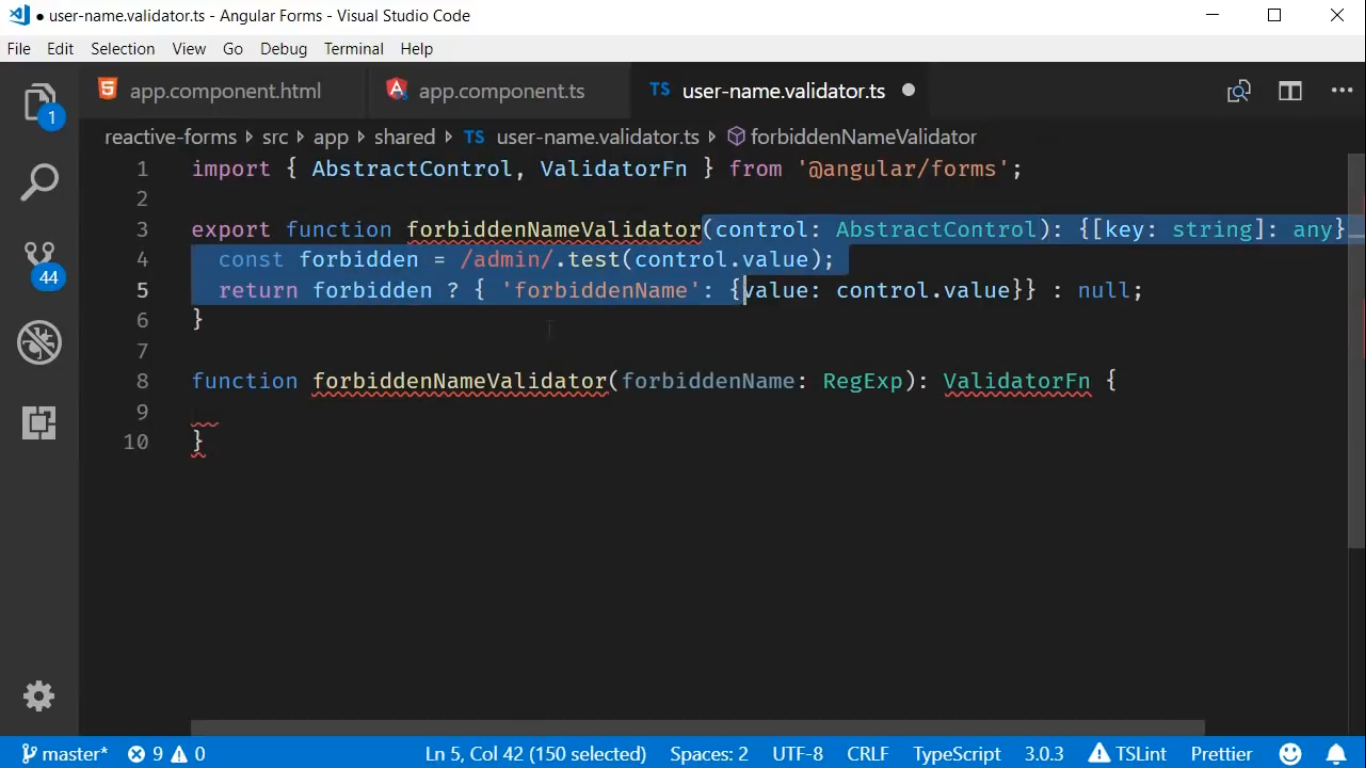 ● user-name.validator.ts - Angular Forms - Visual Studio Code
File Edit Selection View Go Debug Terminal Help
app.component.html app.component.ts TS user-name.validator.ts ●
reactive-forms src app shared TS user-name.validator.ts forbiddenNameValidator
1
44
1 import { AbstractControl, ValidatorFn } from '@angular/forms';
2
3 export function forbiddenNameValidator(control: AbstractControl): {[key: string]: any}
4 const forbidden = /admin/.test(control.value);
5 return forbidden ? { 'forbiddenName': {value: control.value}} : null;
6 }
7
8 function forbiddenNameValidator(forbiddenName: RegExp): ValidatorFn {
9
10 }
master* 9 0 Ln 5, Col 42 (150 selected) Spaces: 2 UTF-8 CRLF TypeScript 3.0.3 TSLint Prettier